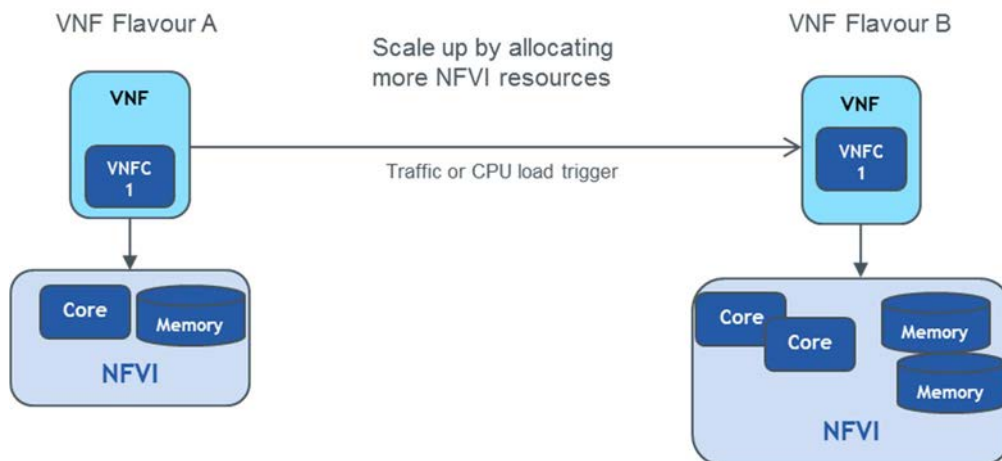 VNF Flavour A
VNF
VNFC
1
Core
Memory
NFVI
Scale up by allocating
more NFVI resources
Traffic or CPU load trigger
VNF Flavour B
VNF
VNFC
1
Core
Core
Memory
Memory
NFVI